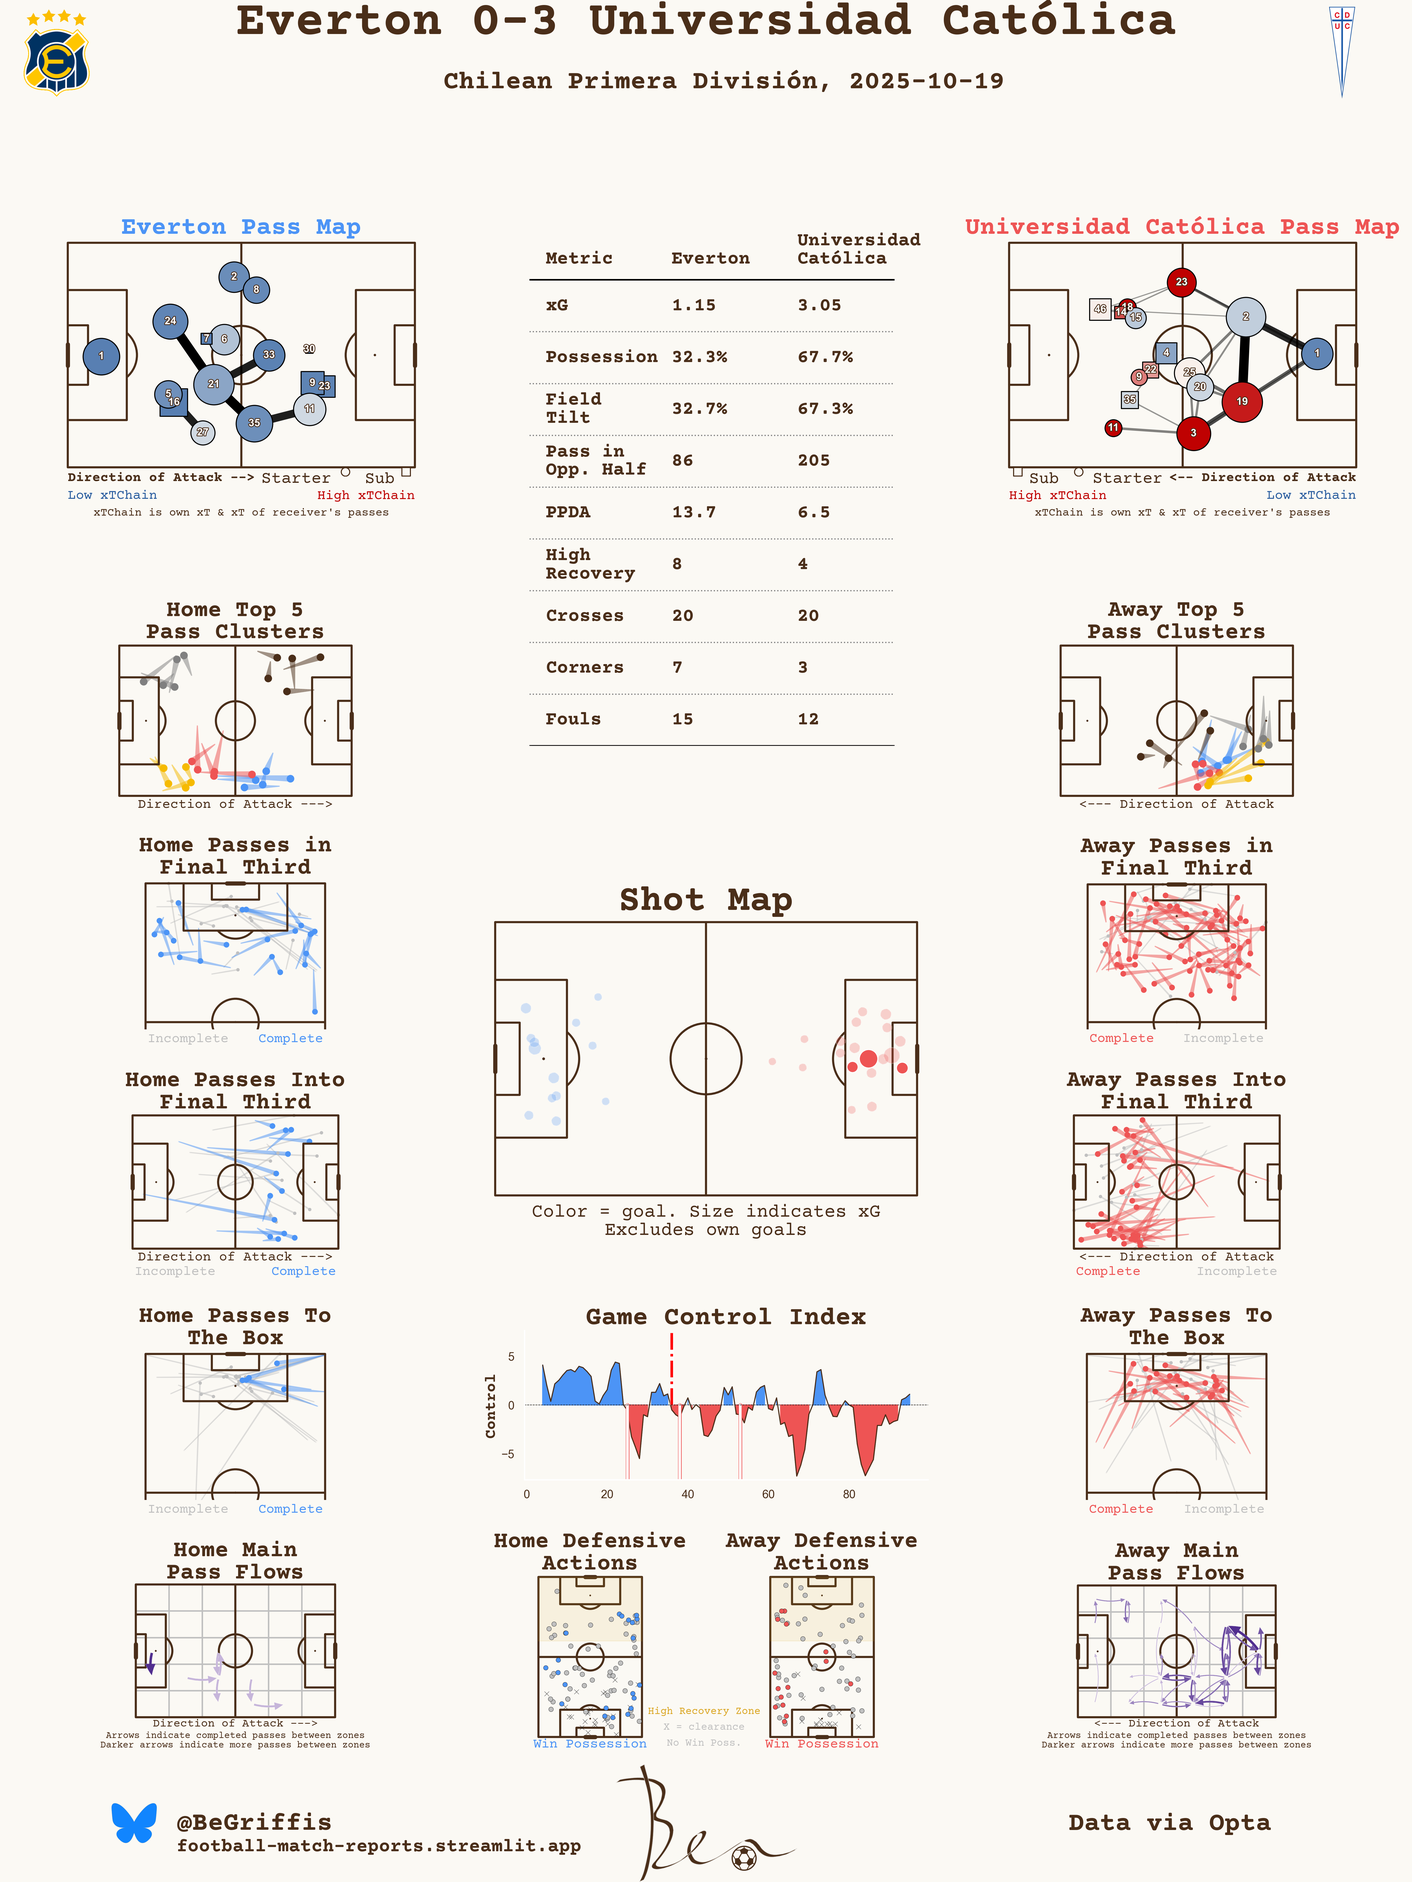 Everton 0-3 Universidad Católica
C D
U C
Chilean Primera División, 2025-10-19
Everton Pass Map
2
8
24
7
6
1
33
30
21
9
23
5
16
11
35
27
Direction of Attack --> Starter Sub
Low xTChain High xTChain
xTChain is own xT & xT of receiver's passes
Metric Everton Universidad Católica
xG 1.15 3.05
Possession 32.3% 67.7%
Field Tilt 32.7% 67.3%
Pass in Opp. Half 86 205
PPDA 13.7 6.5
High Recovery 8 4
Crosses 20 20
Corners 7 3
Fouls 15 12
Universidad Católica Pass Map
23
46
18
14
15
2
4
1
22
25
9
20
35
19
11
3
Sub Starter <-- Direction of Attack
High xTChain Low xTChain
xTChain is own xT & xT of receiver's passes
Home Top 5
Pass Clusters
Direction of Attack --->
Away Top 5
Pass Clusters
<--- Direction of Attack
Home Passes in
Final Third
Incomplete Complete
Away Passes in
Final Third
Complete Incomplete
Shot Map
Color = goal. Size indicates xG
Excludes own goals
Home Passes Into
Final Third
Direction of Attack --->
Incomplete Complete
Away Passes Into
Final Third
<--- Direction of Attack
Complete Incomplete
Home Passes To
The Box
Incomplete Complete
Game Control Index
Control
5
0
−5
0 20 40 60 80
Away Passes To
The Box
Complete Incomplete
Home Main
Pass Flows
Direction of Attack --->
Arrows indicate completed passes between zones
Darker arrows indicate more passes between zones
Home Defensive
Actions
Win Possession
High Recovery Zone
X = clearance
No Win Poss.
Away Defensive
Actions
Win Possession
Away Main
Pass Flows
<--- Direction of Attack
Arrows indicate completed passes between zones
Darker arrows indicate more passes between zones
@BeGriffis
football-match-reports.streamlit.app
Ben
Data via Opta